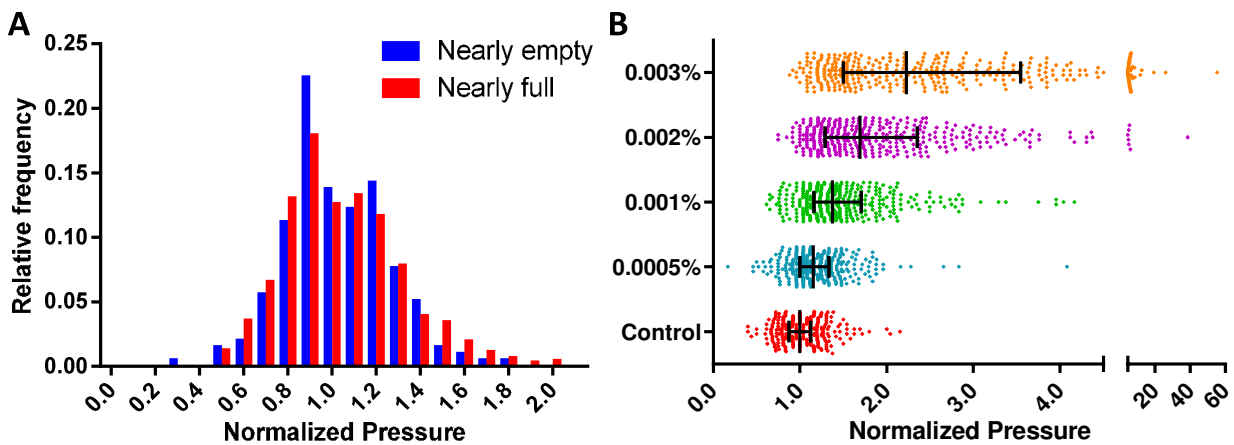 A
Relative frequency
0.25
0.20
0.15
0.10
0.05
0.00
Nearly empty
Nearly full
0.0 0.2 0.4 0.6 0.8 1.0 1.2 1.4 1.6 1.8 2.0
Normalized Pressure
B
0.003%
0.002%
0.001%
0.0005%
Control
0.0 1.0 2.0 3.0 4.0 20 40 60
Normalized Pressure